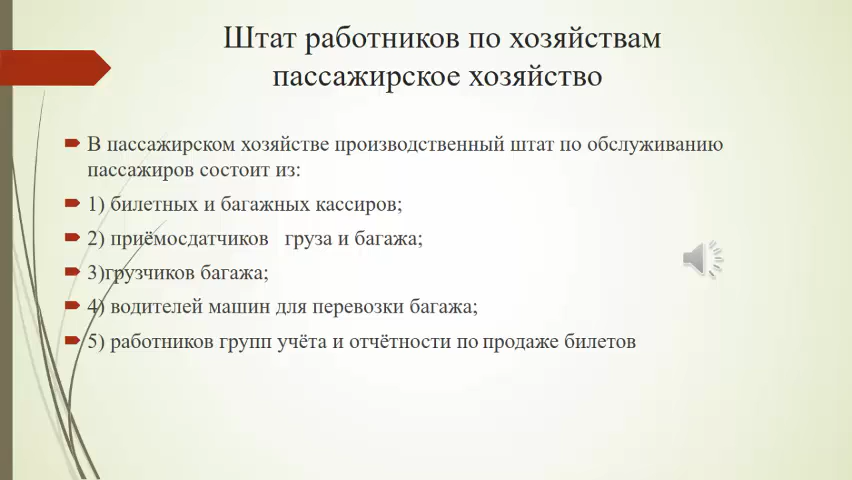 Штат работников по хозяйствам
пассажирское хозяйство
В пассажирском хозяйстве производственный штат по обслуживанию
пассажиров состоит из:
1) билетных и багажных кассиров;
2) приёмосдатчиков груза и багажа;
3)грузчиков багажа;
4) водителей машин для перевозки багажа;
5) работников групп учёта и отчётности по продаже билетов